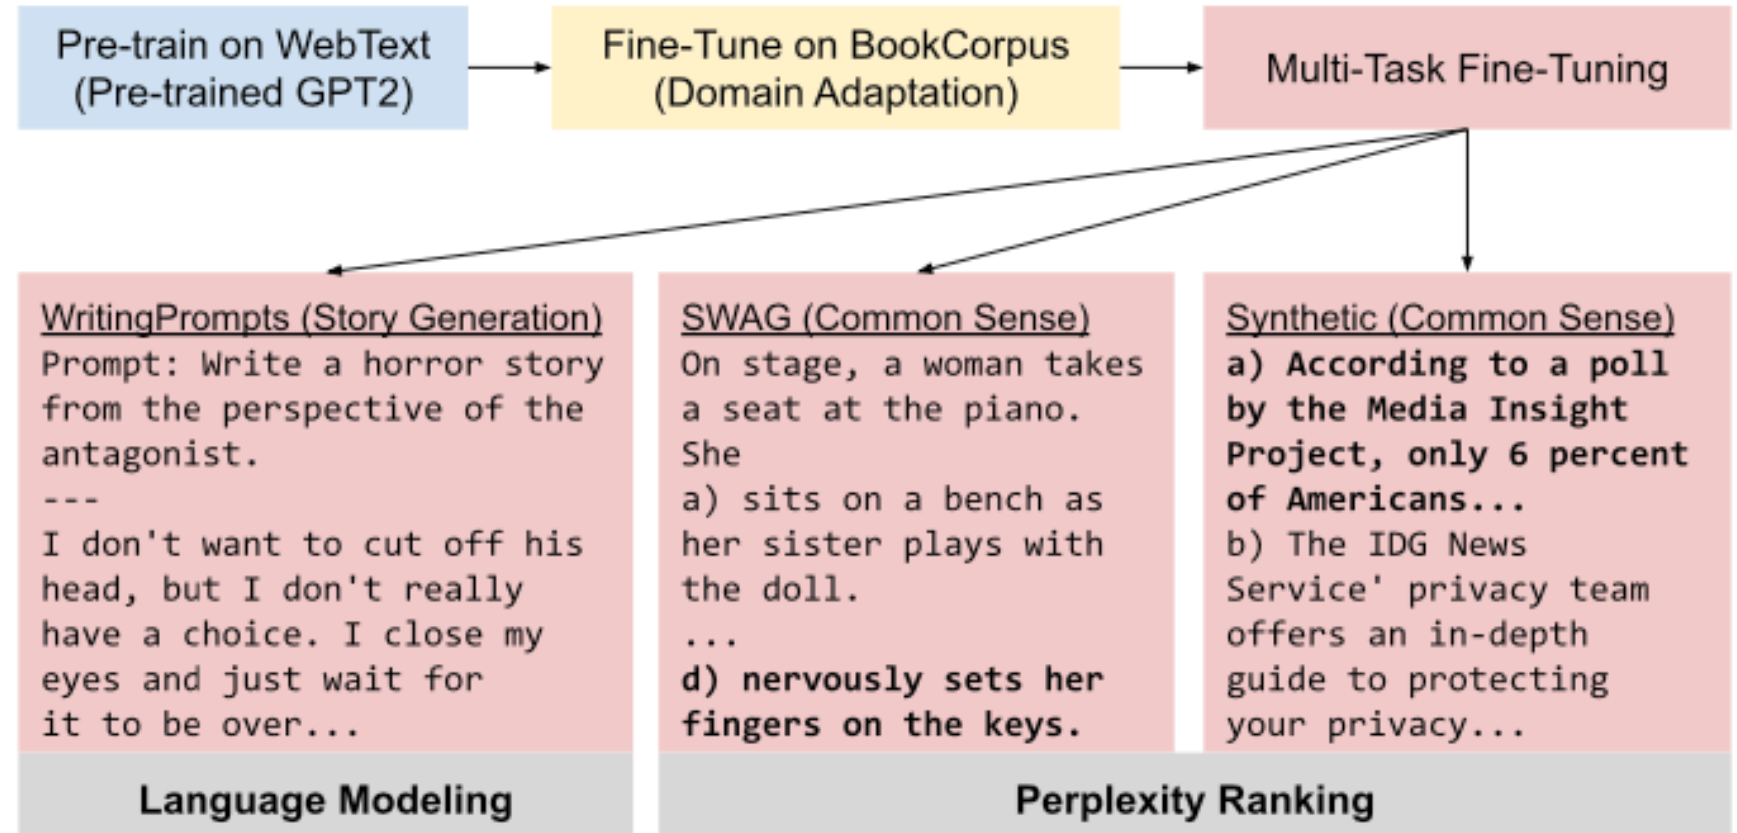 Pre-train on WebText
(Pre-trained GPT2)
Fine-Tune on BookCorpus
(Domain Adaptation)
Multi-Task Fine-Tuning
WritingPrompts (Story Generation)
Prompt: Write a horror story
from the perspective of the
antagonist.
---
I don't want to cut off his
head, but I don't really
have a choice. I close my
eyes and just wait for
it to be over...
SWAG (Common Sense)
On stage, a woman takes
a seat at the piano.
She
a) sits on a bench as
her sister plays with
the doll.
...
d) nervously sets her
fingers on the keys.
Synthetic (Common Sense)
a) According to a poll
by the Media Insight
Project, only 6 percent
of Americans...
b) The IDG News
Service' privacy team
offers an in-depth
guide to protecting
your privacy...
Language Modeling
Perplexity Ranking